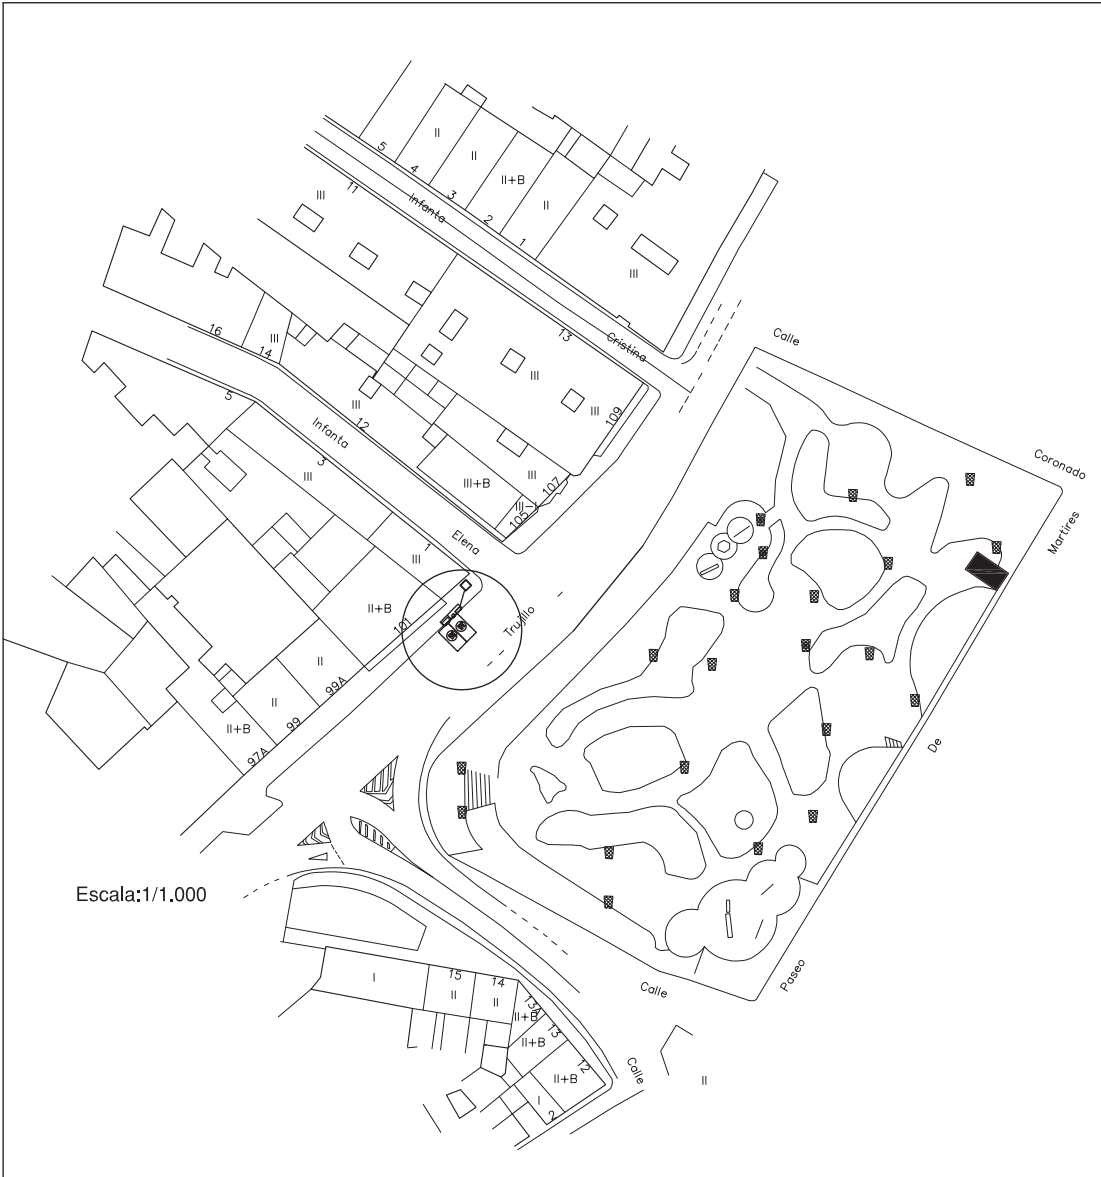 5
II
4
II
3
II+B
2
II
1
III
Infanta
11
III
Cristina
13
III
III
109
Calle
Coronado
Martires
De
Paseo
16
III
14
III
12
III
III+B
107
105
Infanta
Elena
5
3
III
1
III
II+B
101
Trujillo
II
99A
II
99
II+B
97A
Escala:1/1.000
Calle
I
15
II
14
II
13A
II+B
13
II+B
12
II+B
I
2
Calle
II